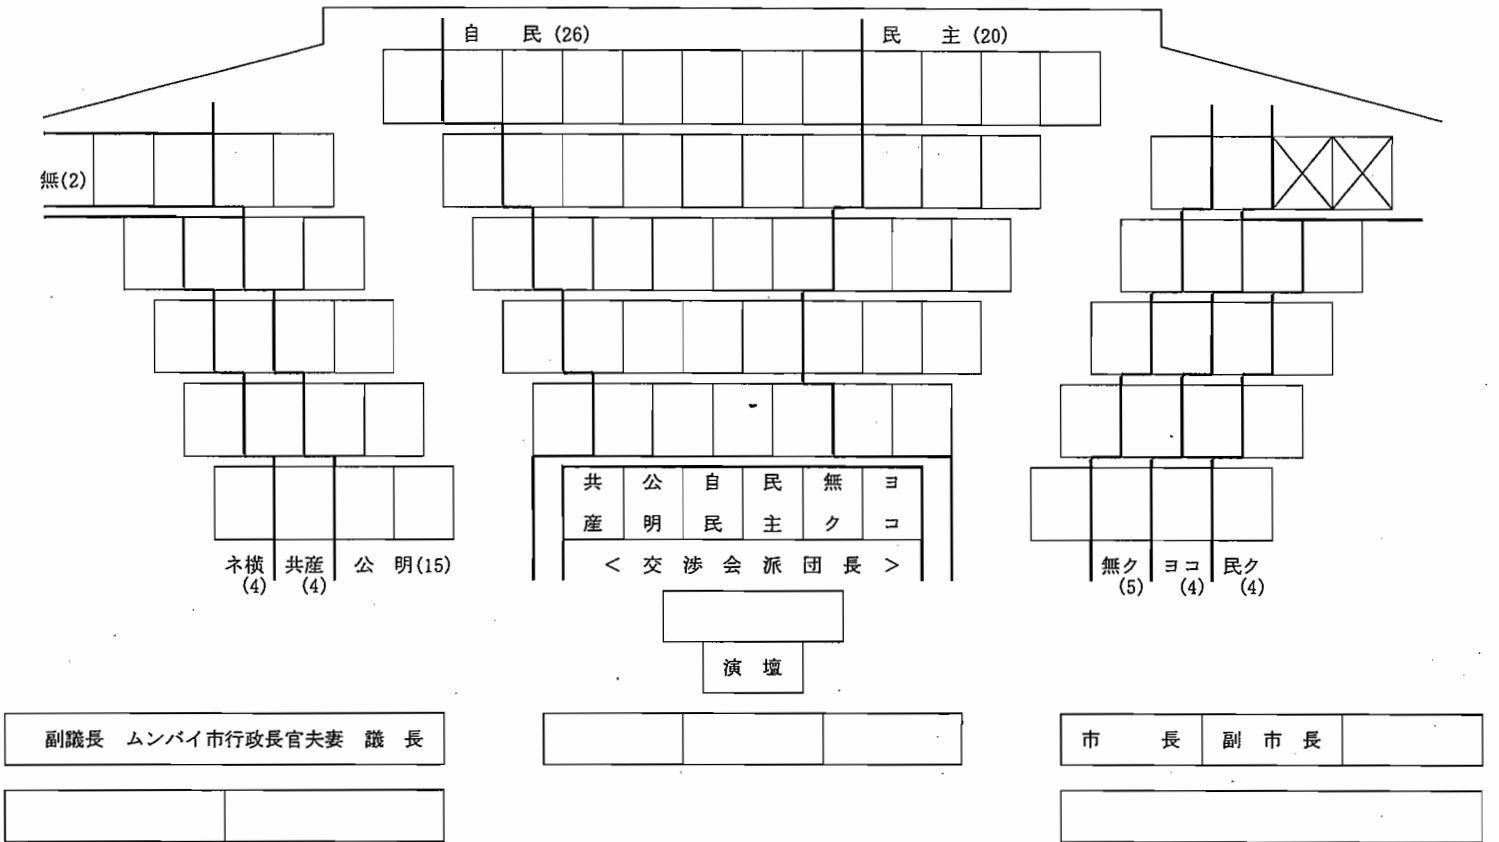 自 民 (26) 民 主 (20)
無(2)
共産 公明 自民 民主 無ク ヨコ
< 交 渉 会 派 団 長 >
ネ横(4) 共産(4) 公 明(15)
無ク(5) ヨコ(4) 民ク(4)
演 壇
副議長 ムンバイ市行政長官夫妻 議 長
市 長 副 市 長